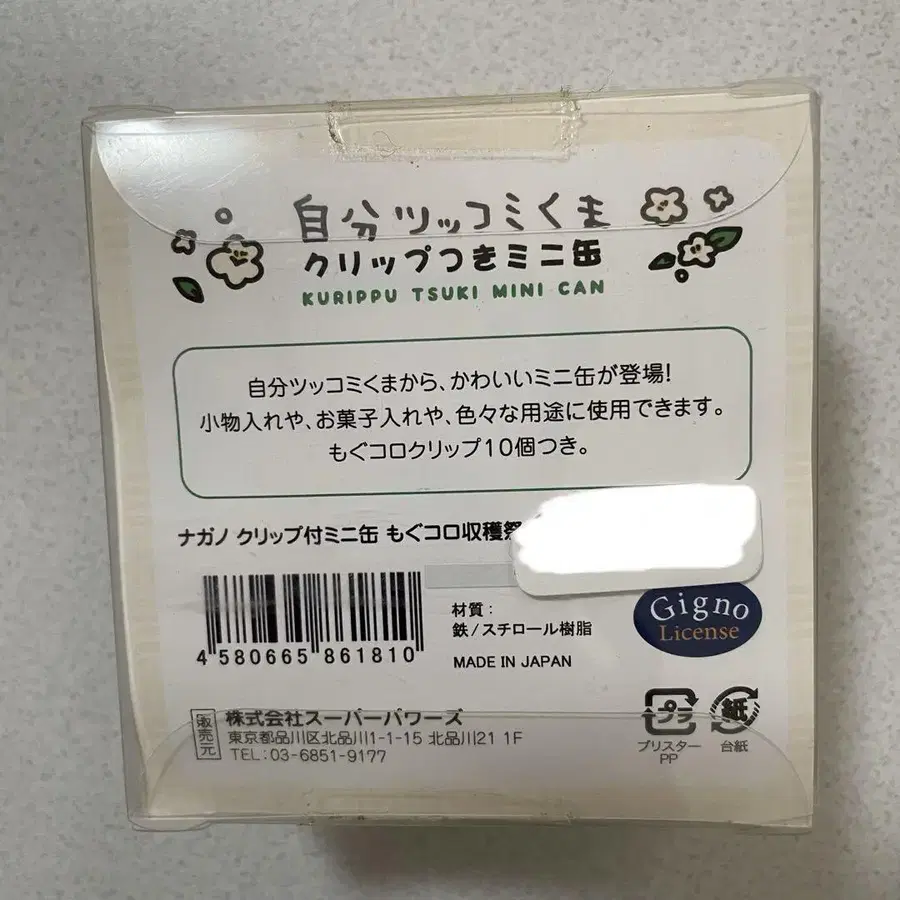 自分ツッコミくま
クリップつきミニ缶
KURIPPU TSUKI MINI CAN
自分ツッコミくまから、かわいいミニ缶が登場!
小物入れや、お菓子入れや、色々な用途に使用できます。
もぐコロクリップ10個つき。
ナガノ クリップ付ミニ缶 もぐコロ収穫祭
4 580665 861810
材質:
鉄/スチロール樹脂
MADE IN JAPAN
Gigno
License
販売元
株式会社スーパーパワーズ
東京都品川区北品川1-1-15 北品川21 1F
TEL:03-6851-9177
プラ
ブリスター
PP
紙
台紙